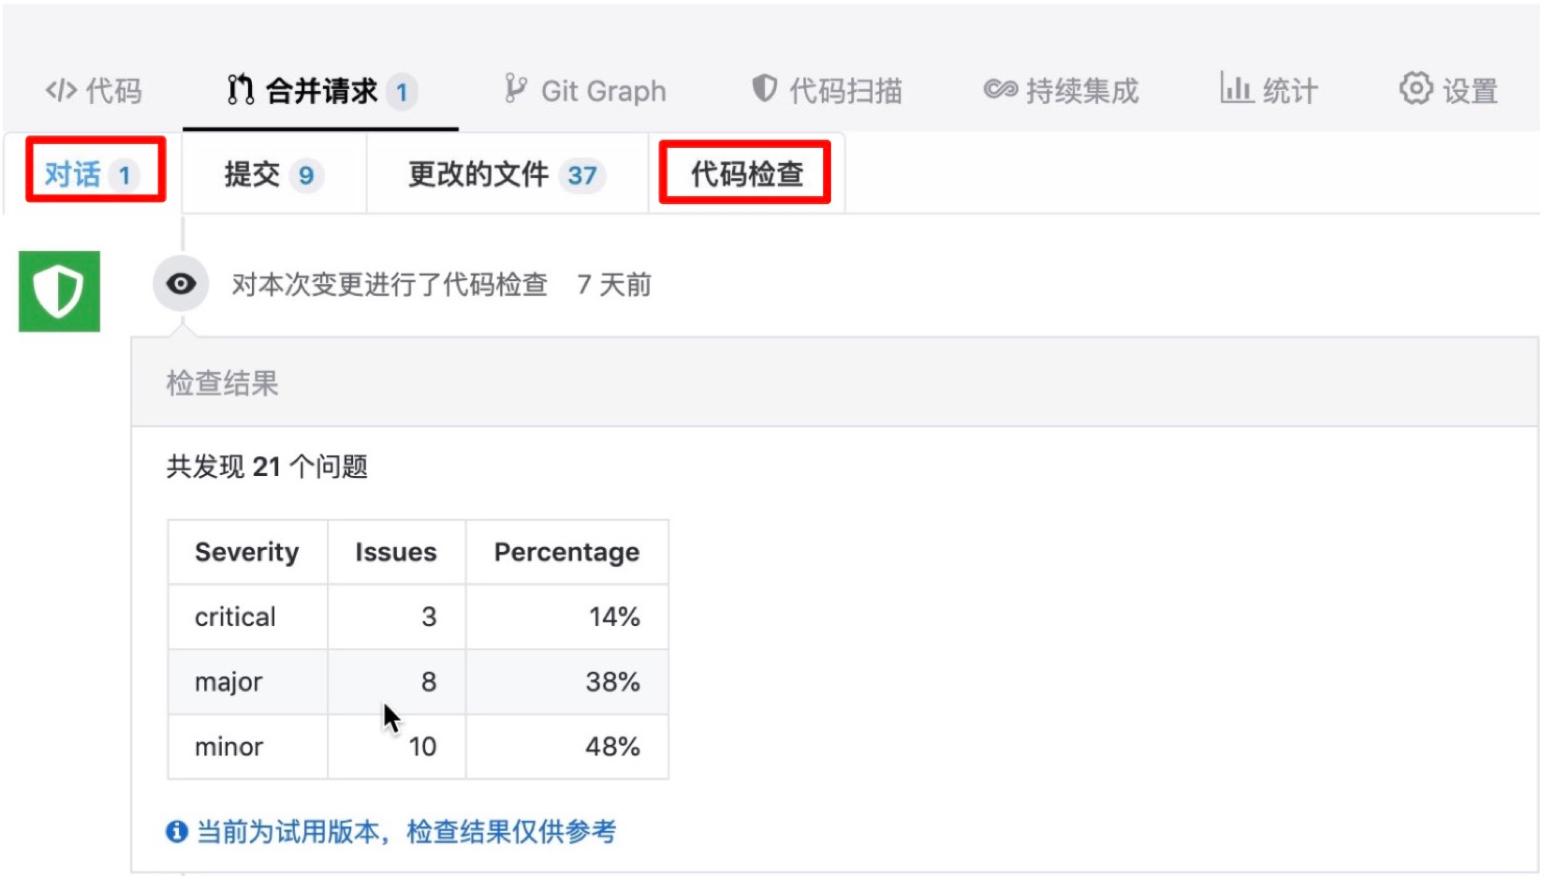 代码 合并请求 1 Git Graph 代码扫描 持续集成 统计 设置
对话 1 提交 9 更改的文件 37 代码检查
对本次变更进行了代码检查 7 天前
检查结果
共发现 21 个问题
Severity Issues Percentage
critical 3 14%
major 8 38%
minor 10 48%
当前为试用版本，检查结果仅供参考